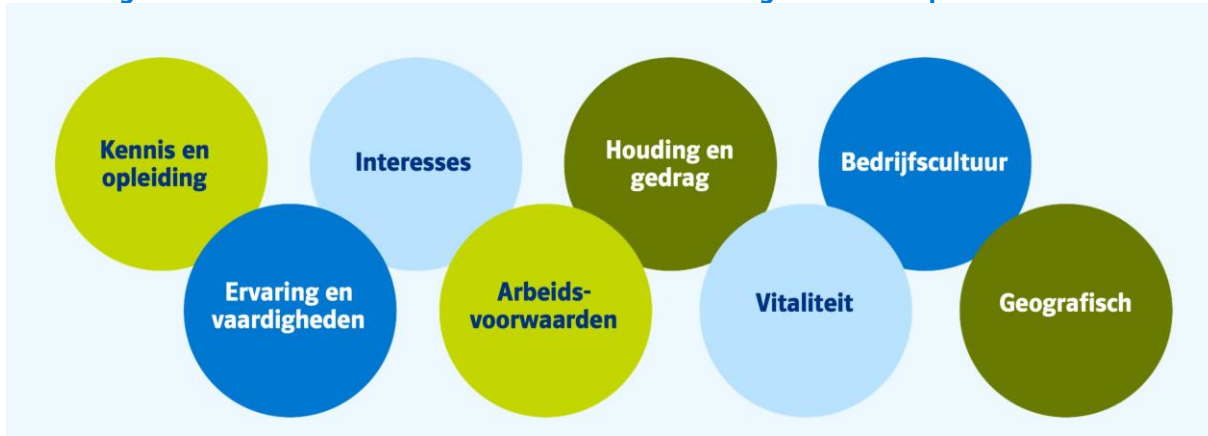 Kennis en
opleiding
Interesses
Houding en
gedrag
Bedrijfscultuur
Ervaring en
vaardigheden
Arbeids-
voorwaarden
Vitaliteit
Geografisch